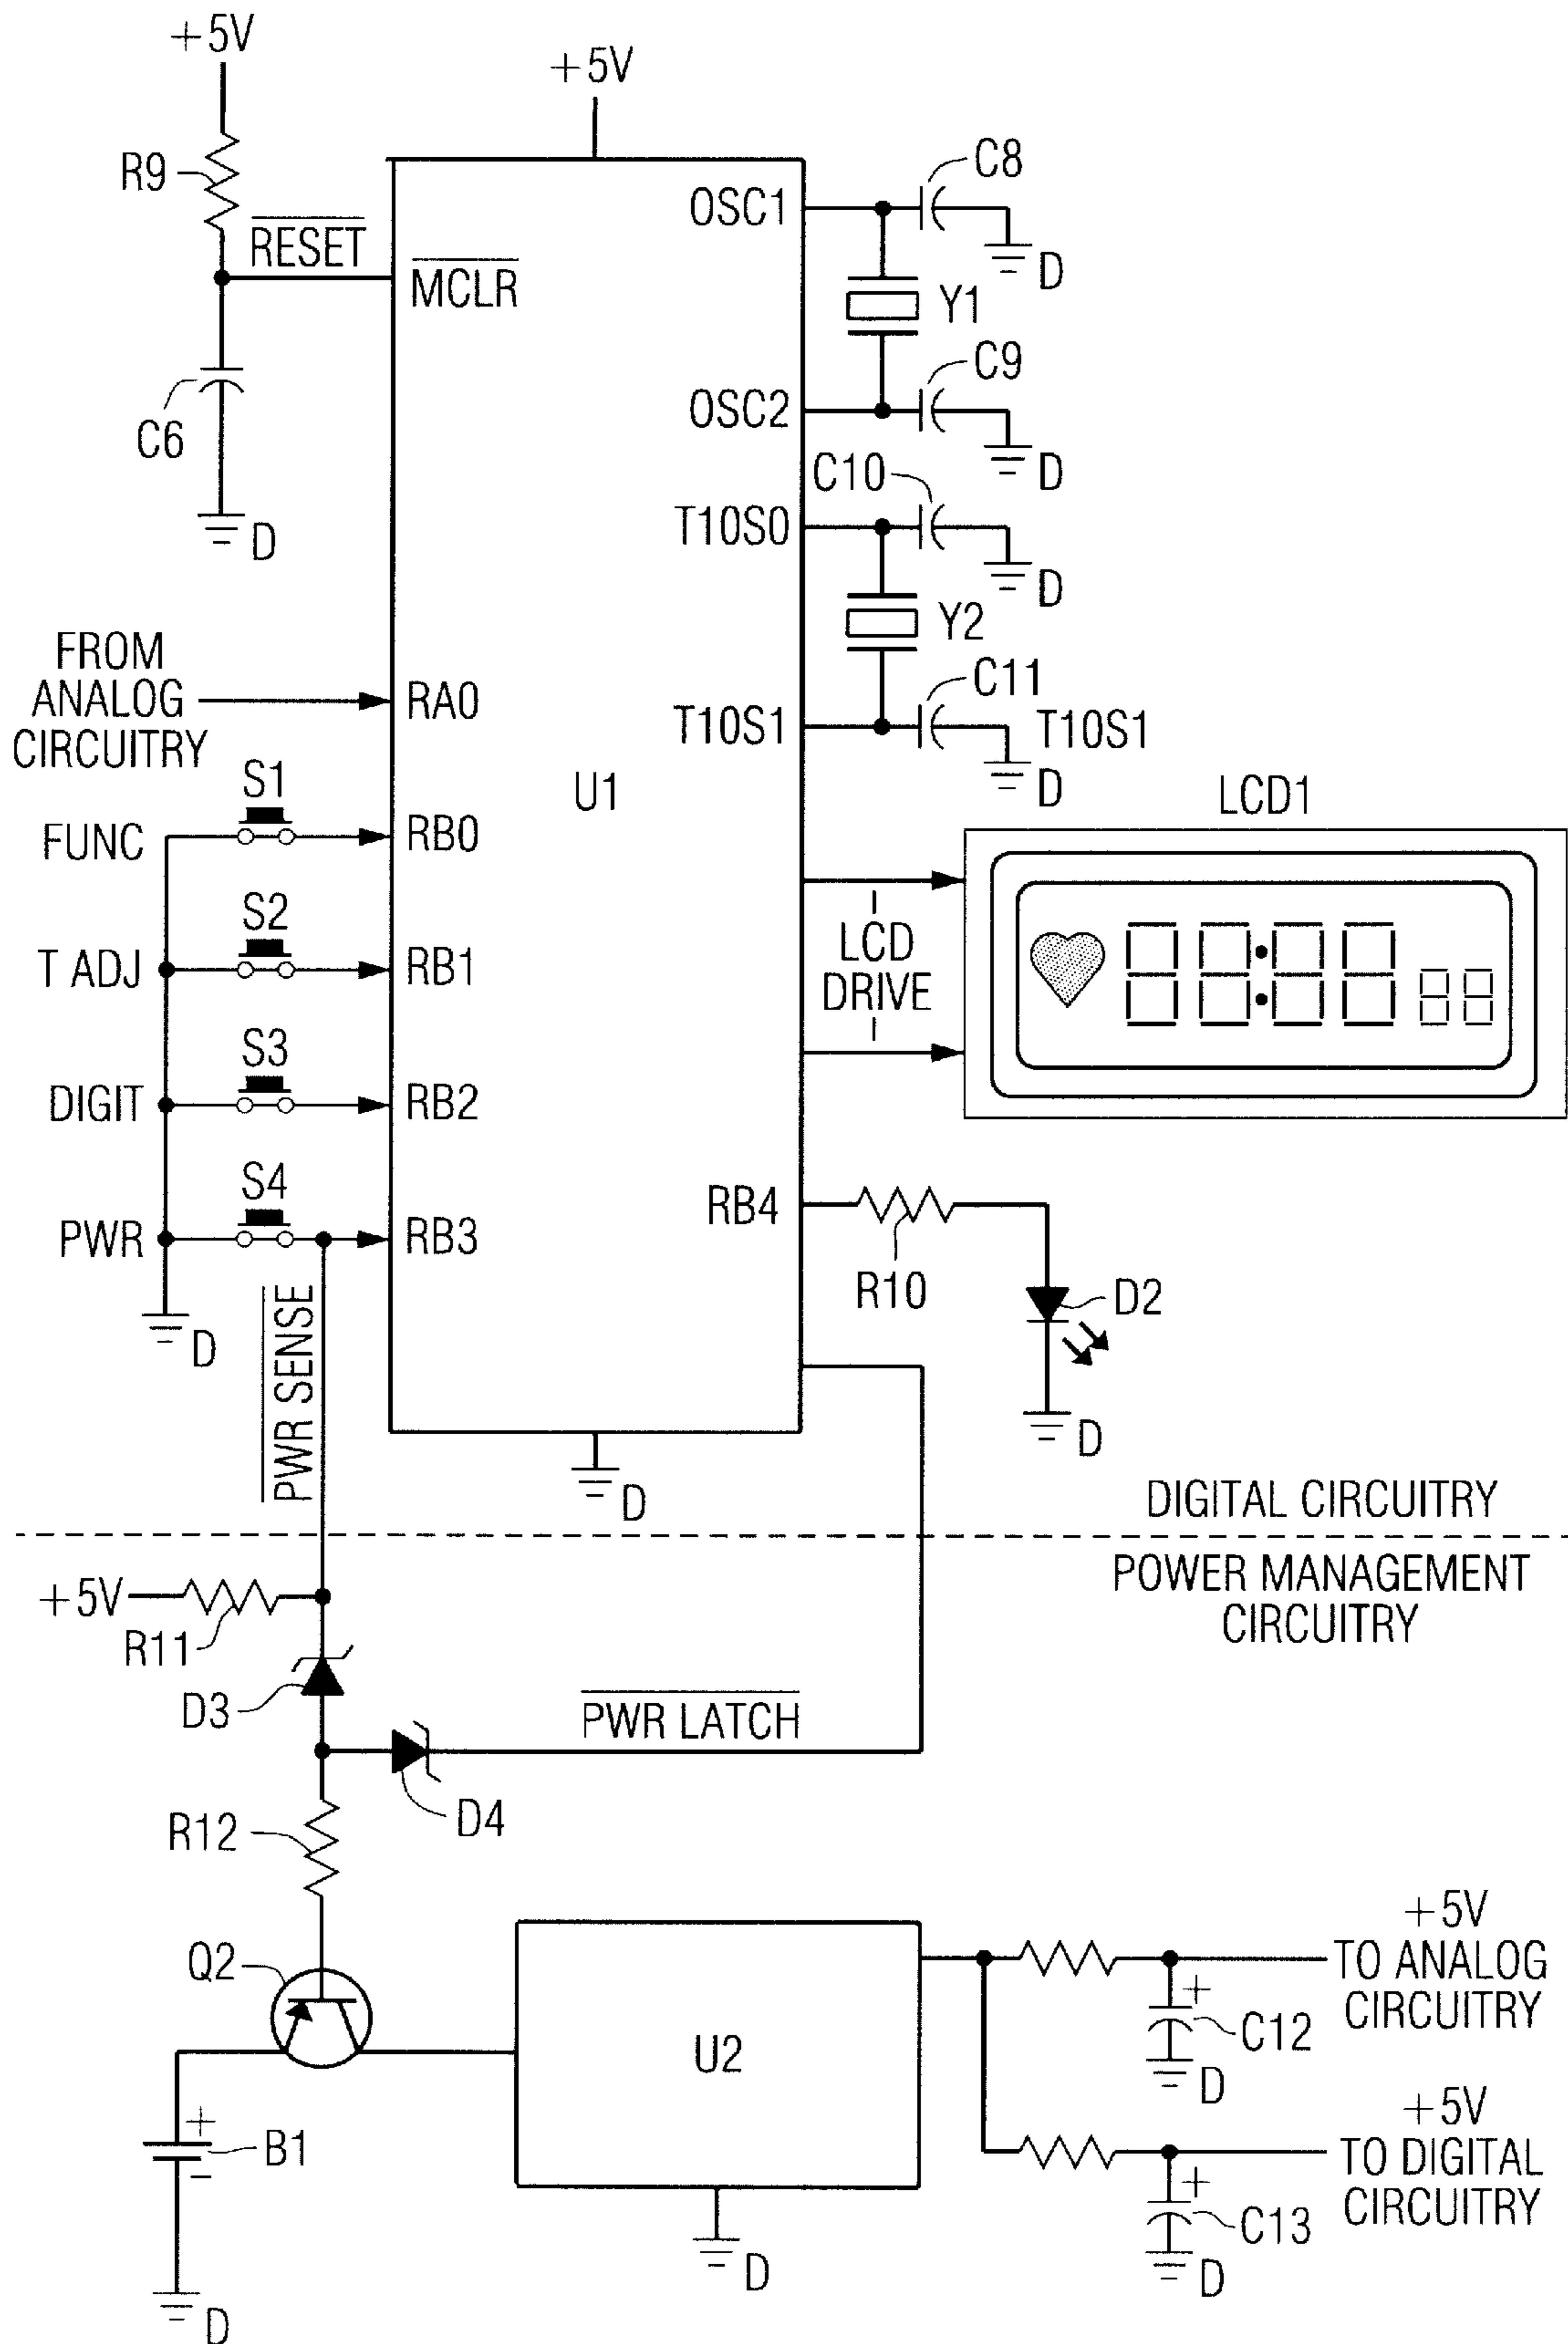 +5V
+5V
R9
C8
OSC1
RESET
D
MCLR
Y1
C9
OSC2
C6
D
C10
T10S0
D
D
FROM
ANALOG
CIRCUITRY
RA0
Y2
C11
T10S1
T10S1
D
S1
U1
LCD1
FUNC
RB0
S2
T ADJ
RB1
LCD
DRIVE
S3
DIGIT
RB2
S4
PWR
RB3
RB4
R10
D2
D
PWR SENSE
D
D
DIGITAL CIRCUITRY
POWER MANAGEMENT
CIRCUITRY
+5V
R11
D3
PWR LATCH
D4
R12
Q2
U2
+5V
TO ANALOG
CIRCUITRY
+
C12
D
+
B1
-
+5V
TO DIGITAL
CIRCUITRY
+
C13
D
D
D